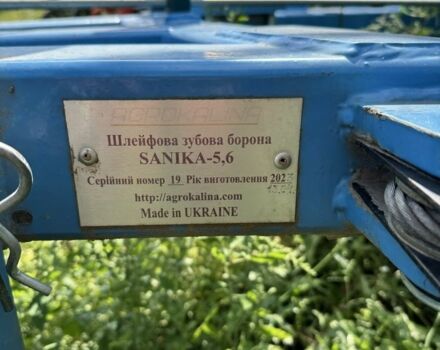 AGROKALINA
Шлейфова зубова борона
SANIKA-5,6
Серійний номер 19 Рік виготовлення 2023
http://agrokalina.com
Made in UKRAINE